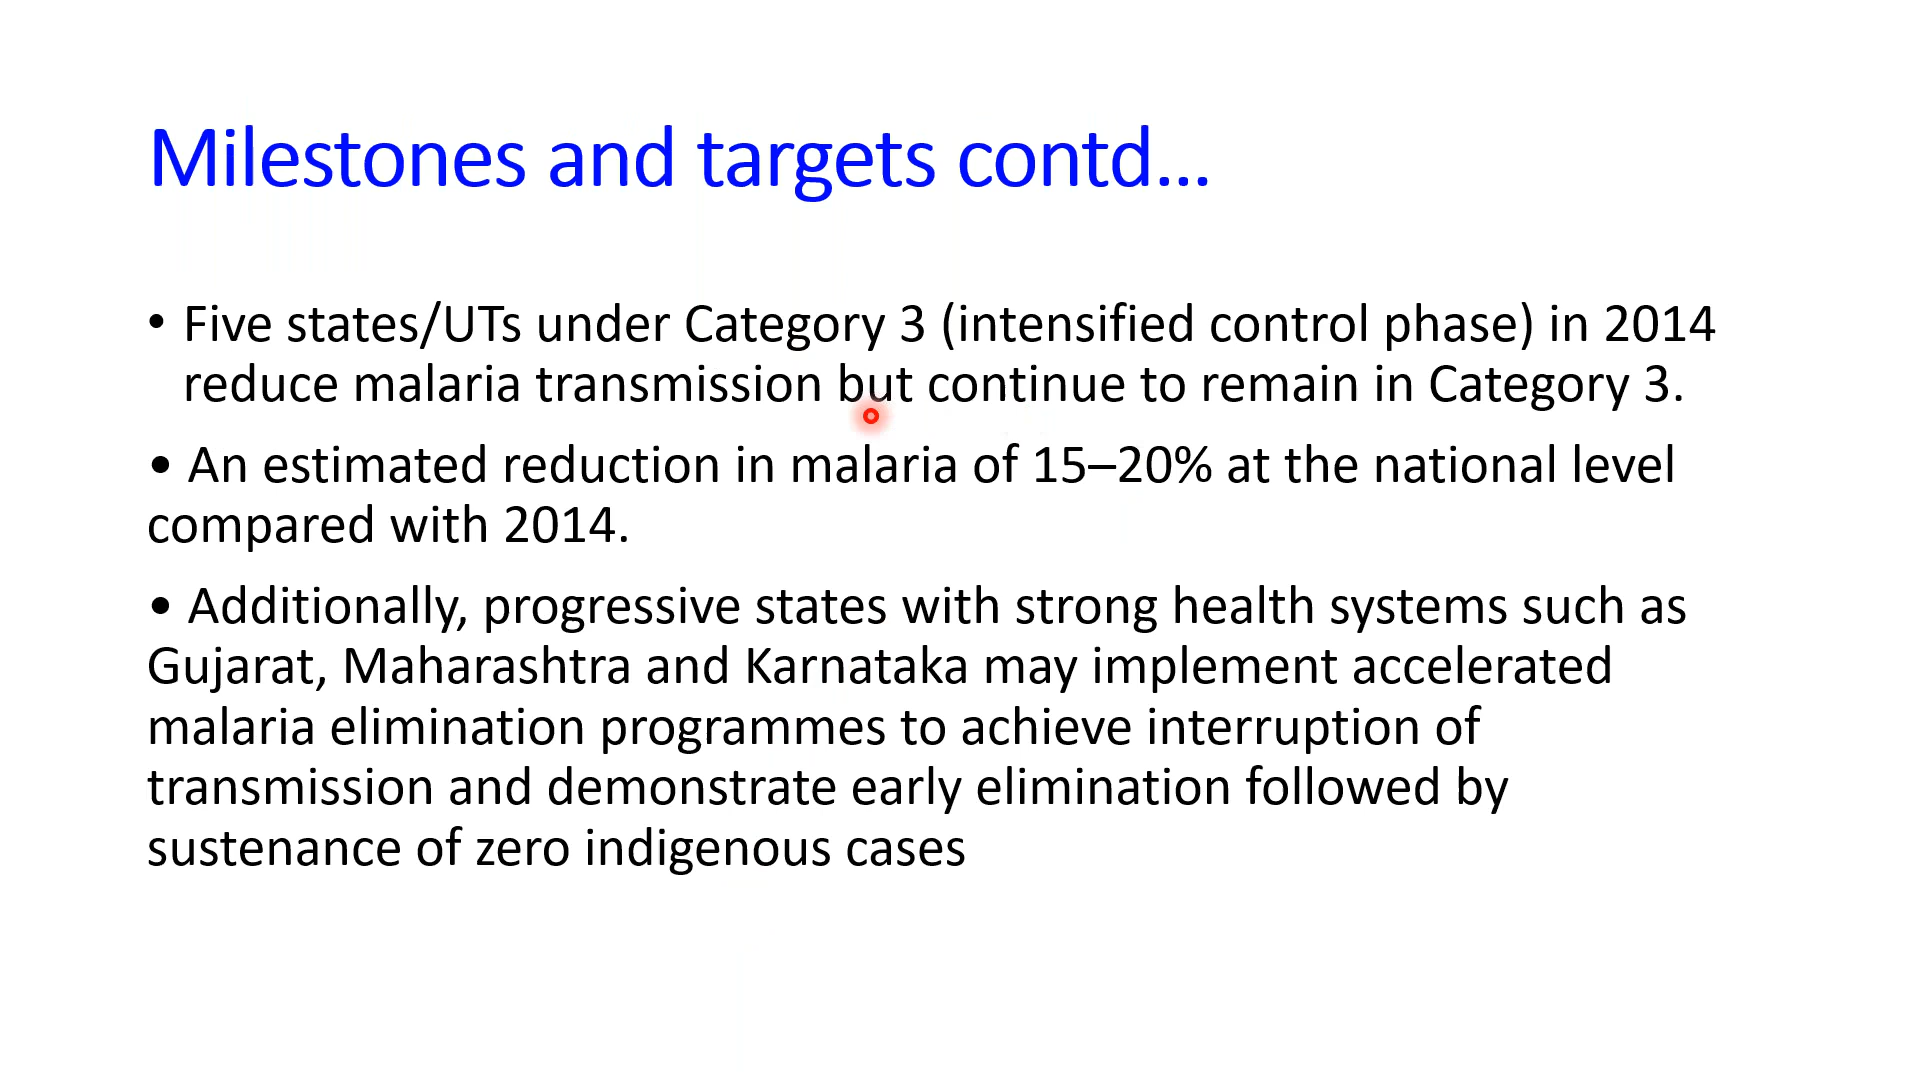 Milestones and targets contd...
• Five states/UTs under Category 3 (intensified control phase) in 2014
reduce malaria transmission but continue to remain in Category 3.
• An estimated reduction in malaria of 15–20% at the national level
compared with 2014.
• Additionally, progressive states with strong health systems such as
Gujarat, Maharashtra and Karnataka may implement accelerated
malaria elimination programmes to achieve interruption of
transmission and demonstrate early elimination followed by
sustenance of zero indigenous cases